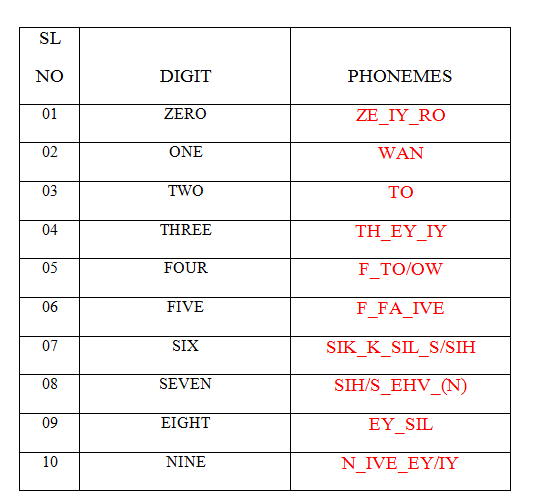 SL
NO DIGIT PHONEMES
01 ZERO ZE_IY_RO
02 ONE WAN
03 TWO TO
04 THREE TH_EY_IY
05 FOUR F_TO/OW
06 FIVE F_FA_IVE
07 SIX SIK_K_SIL_S/SIH
08 SEVEN SIH/S_EHV_(N)
09 EIGHT EY_SIL
10 NINE N_IVE_EY/IY